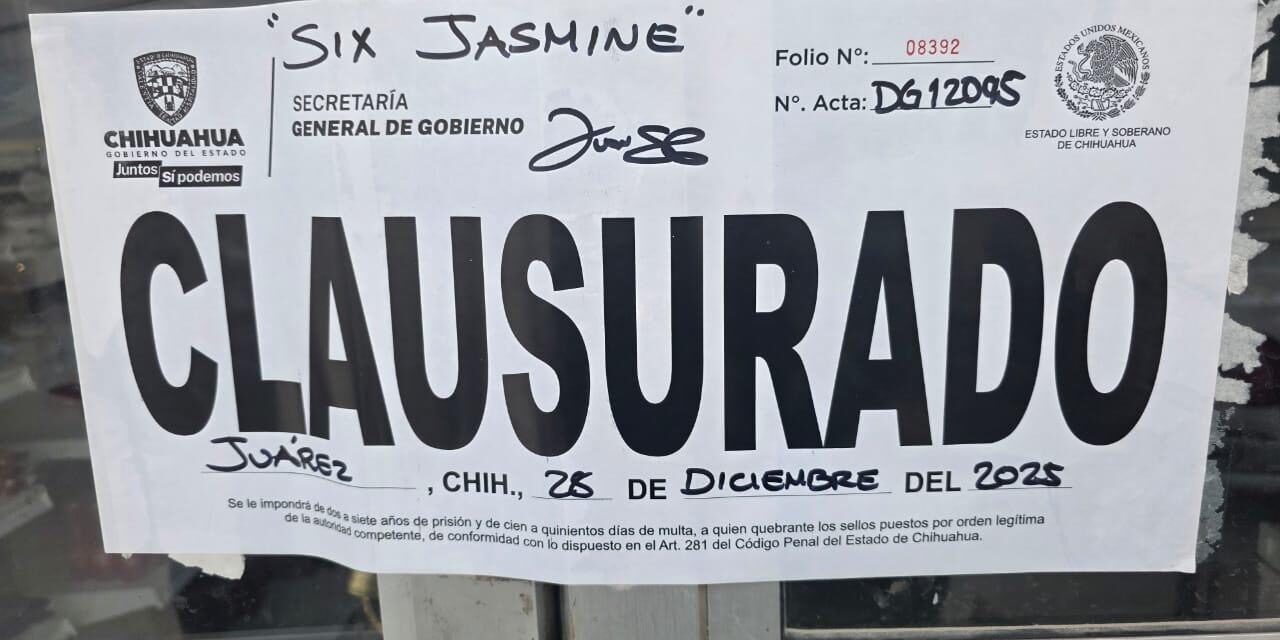 "SIX JASMINE"
CHIHUAHUA
GOBIERNO DEL ESTADO
Juntos Sí podemos
SECRETARÍA
GENERAL DE GOBIERNO
Folio Nº: 08392
Nº. Acta: DG12095
ESTADOS UNIDOS MEXICANOS
ESTADO LIBRE Y SOBERANO
DE CHIHUAHUA
CLAUSURADO
JUÁREZ, CHIH., 28 DE DICIEMBRE DEL 2025
Se le impondrá de dos a siete años de prisión y de cien a quinientos días de multa, a quien quebrante los sellos puestos por orden legítima
de la autoridad competente, de conformidad con lo dispuesto en el Art. 281 del Código Penal del Estado de Chihuahua.